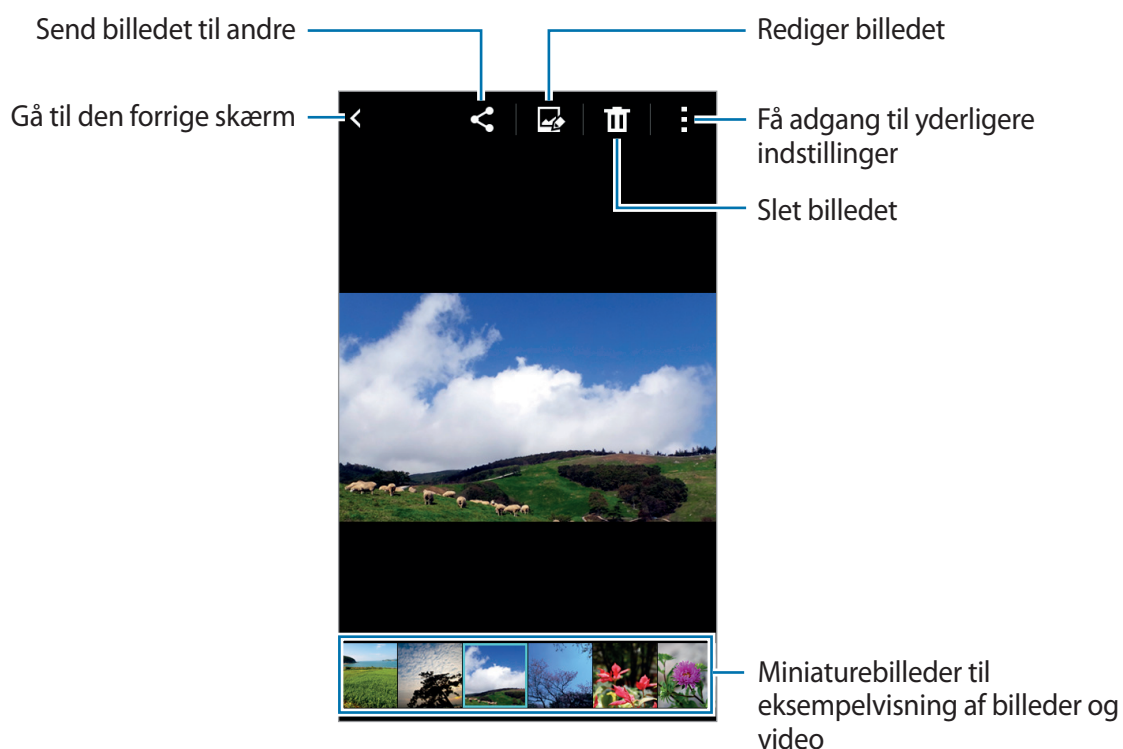 Send billedet til andre
Rediger billedet
Gå til den forrige skærm
Få adgang til yderligere
indstillinger
Slet billedet
Miniaturebilleder til
eksempelvisning af billeder og
video